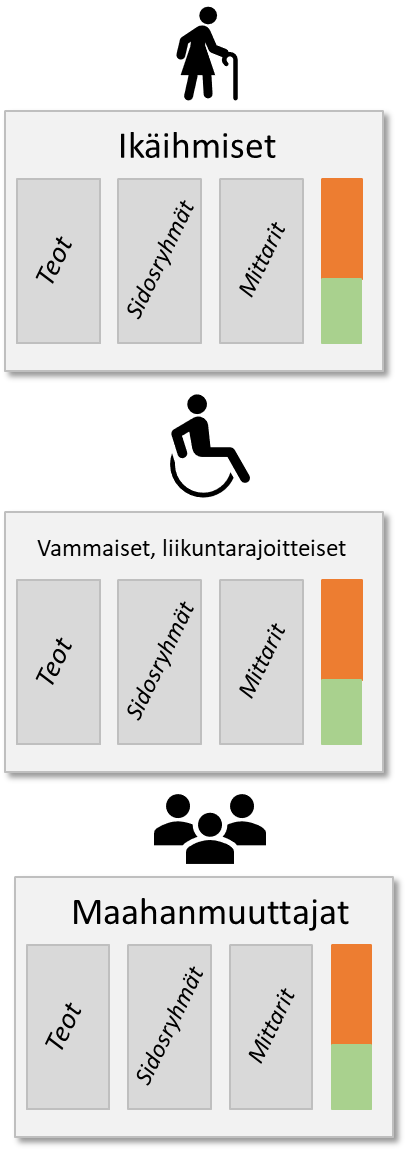 Ikäihmiset
Teot
Sidosryhmät
Mittarit
Vammaiset, liikuntarajoitteiset
Teot
Sidosryhmät
Mittarit
Maahanmuuttajat
Teot
Sidosryhmät
Mittarit